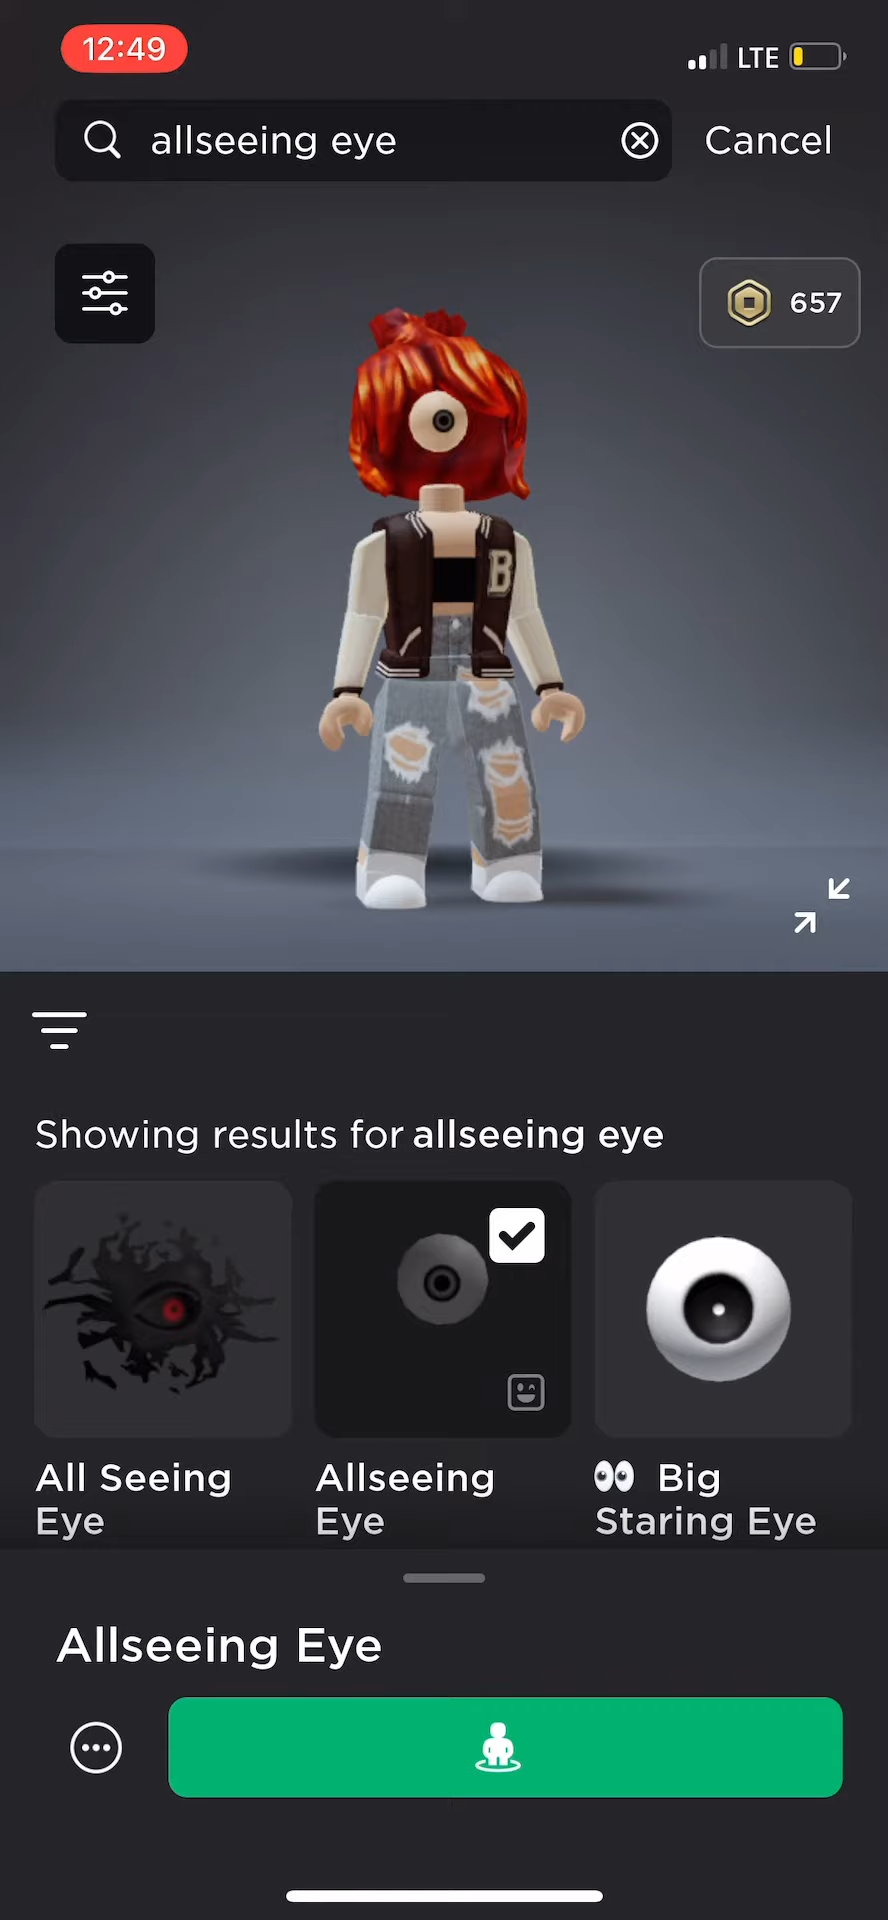 12:49
LTE
allseeing eye
Cancel
657
B
Showing results for allseeing eye
All Seeing
Eye
Allseeing
Eye
👀 Big
Staring Eye
Allseeing Eye